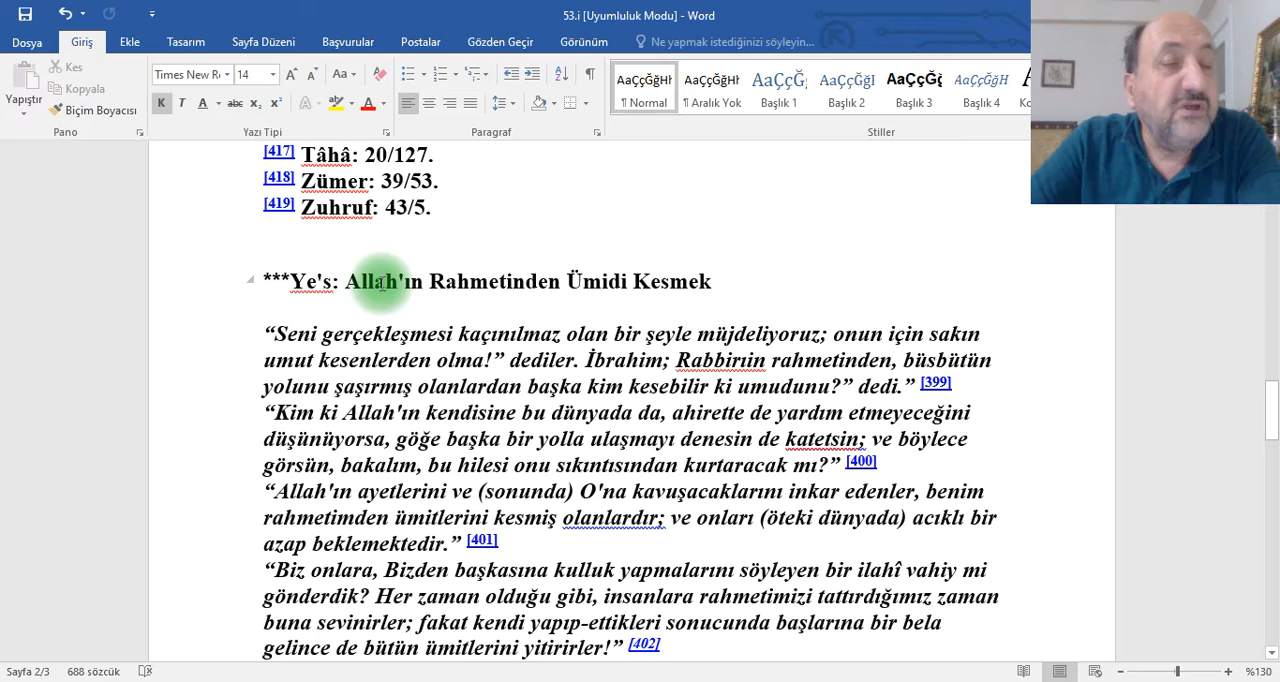 53.i [Uyumluluk Modu] - Word
Dosya Giriş Ekle Tasarım Sayfa Düzeni Başvurular Postalar Gözden Geçir Görünüm Ne yapmak istediğinizi söyleyin...
Yapıştır
Kes
Kopyala
Biçim Boyacısı
Pano
Times New Ro 14 Aa
K T A abc x₂ x² A A
Yazı Tipi
Paragraf
AaÇçĞğHl AaÇçĞğHl AaÇçĞ AaÇçĞğl AaÇçĞğ AaÇçĞğH
¶ Normal ¶ Aralık Yok Başlık 1 Başlık 2 Başlık 3 Başlık 4
Stiller
[417] Tâhâ: 20/127.
[418] Zümer: 39/53.
[419] Zuhruf: 43/5.
***Ye's: Allah'ın Rahmetinden Ümidi Kesmek
“Seni gerçekleşmesi kaçınılmaz olan bir şeyle müjdeliyoruz; onun için sakın
umut kesenlerden olma!” dediler. İbrahim; Rabbirıin rahmetinden, büsbütün
yolunu şaşırmış olanlardan başka kim kesebilir ki umudunu?” dedi.” [399]
“Kim ki Allah'ın kendisine bu dünyada da, ahirette de yardım etmeyeceğini
düşünüyorsa, göğe başka bir yolla ulaşmayı denesin de katetsin; ve böylece
görsün, bakalım, bu hilesi onu sıkıntısından kurtaracak mı?” [400]
“Allah'ın ayetlerini ve (sonunda) O'na kavuşacaklarını inkar edenler, benim
rahmetimden ümitlerini kesmiş olanlardır; ve onları (öteki dünyada) acıklı bir
azap beklemektedir.” [401]
“Biz onlara, Bizden başkasına kulluk yapmalarını söyleyen bir ilahî vahiy mi
gönderdik? Her zaman olduğu gibi, insanlara rahmetimizi tattırdığımız zaman
buna sevinirler; fakat kendi yapıp-ettikleri sonucunda başlarına bir bela
gelince de bütün ümitlerini yitirirler!” [402]
Sayfa 2/3 688 sözcük %130